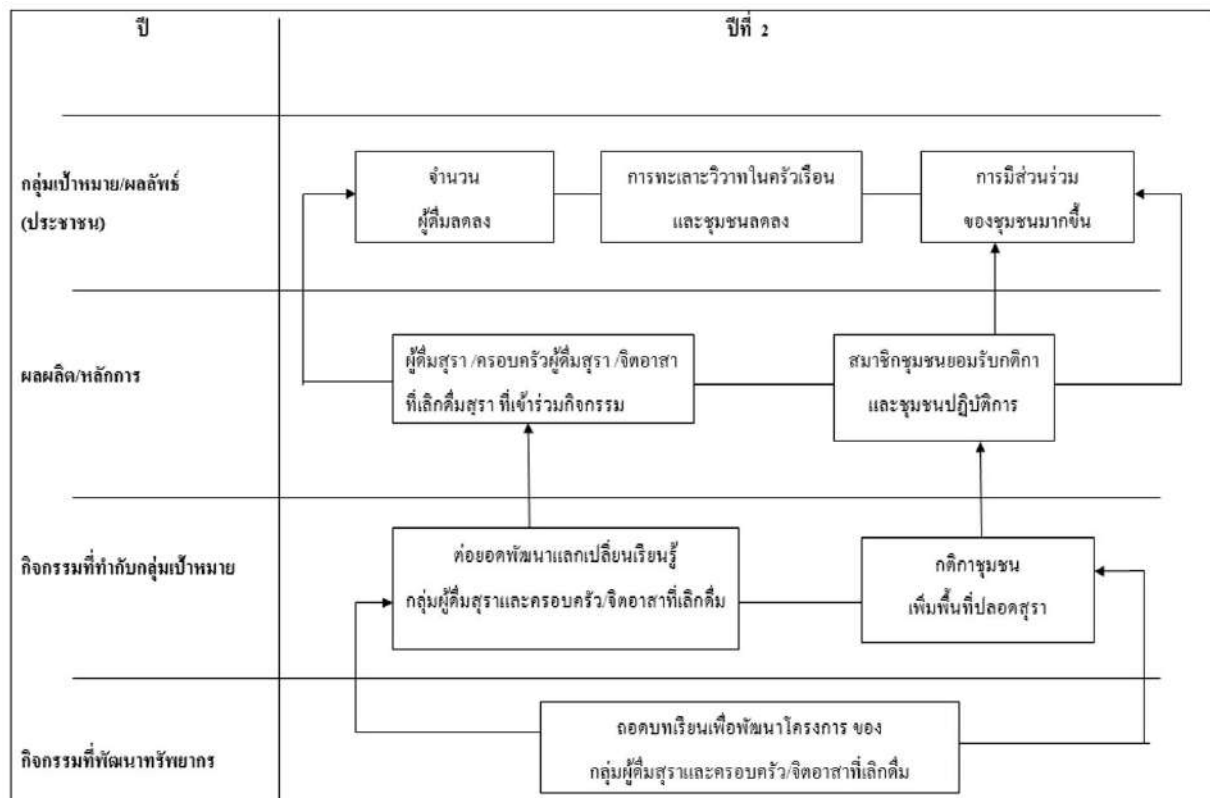 ปี
ปีที่ 2
กลุ่มเป้าหมาย/ผลลัพธ์
(ประชาชน)
จำนวน
ผู้ดื่มลดลง
การทะเลาะวิวาทในครัวเรือน
และชุมชนลดลง
การมีส่วนร่วม
ของชุมชนมากขึ้น
ผลผลิต/หลักการ
ผู้ดื่มสุรา /ครอบครัวผู้ดื่มสุรา /จิตอาสา
ที่เลิกดื่มสุรา ที่เข้าร่วมกิจกรรม
สมาชิกชุมชนยอมรับกติกา
และชุมชนปฏิบัติการ
กิจกรรมที่ทำกับกลุ่มเป้าหมาย
ต่อยอดพัฒนาแลกเปลี่ยนเรียนรู้
กลุ่มผู้ดื่มสุราและครอบครัว/จิตอาสาที่เลิกดื่ม
กติกาชุมชน
เพิ่มพื้นที่ปลอดสุรา
กิจกรรมที่พัฒนาทรัพยากร
ถอดบทเรียนเพื่อพัฒนาโครงการ ของ
กลุ่มผู้ดื่มสุราและครอบครัว/จิตอาสาที่เลิกดื่ม